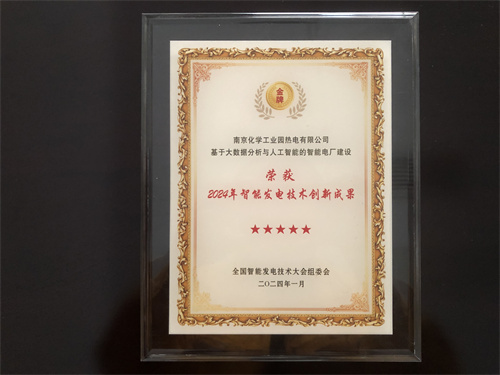 金牌
南京化学工业园热电有限公司
基于大数据分析与人工智能的智能电厂建设
荣获
2024年智能发电技术创新成果
★★★★★
全国智能发电技术大会组委会
二〇二四年一月